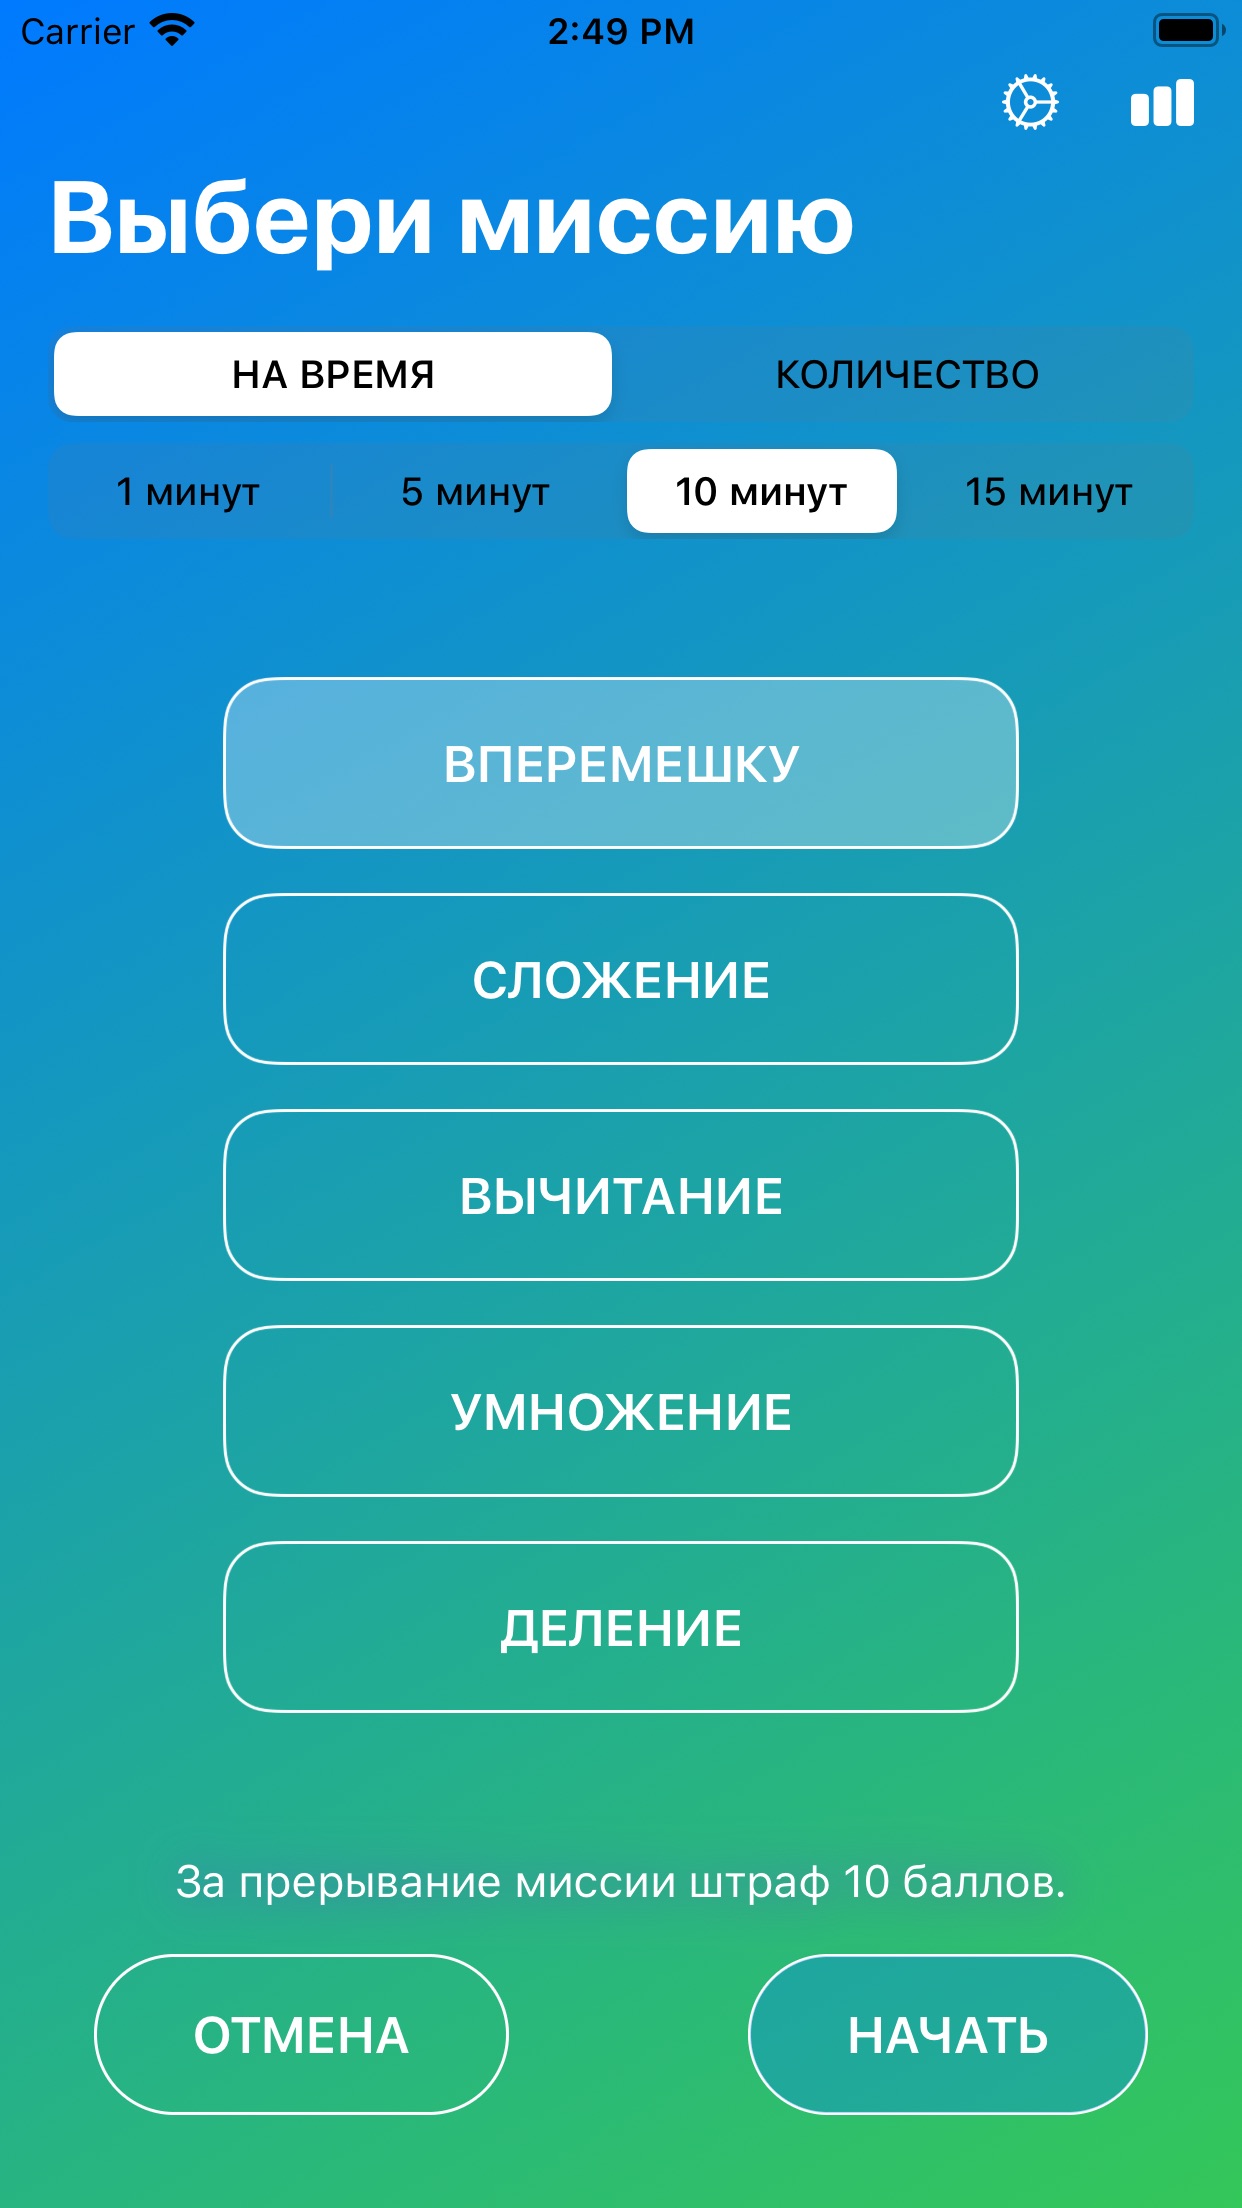 Carrier 2:49 PM
Выбери миссию
НА ВРЕМЯ КОЛИЧЕСТВО
1 минут 5 минут 10 минут 15 минут
ВПЕРЕМЕШКУ
СЛОЖЕНИЕ
ВЫЧИТАНИЕ
УМНОЖЕНИЕ
ДЕЛЕНИЕ
За прерывание миссии штраф 10 баллов.
ОТМЕНА НАЧАТЬ